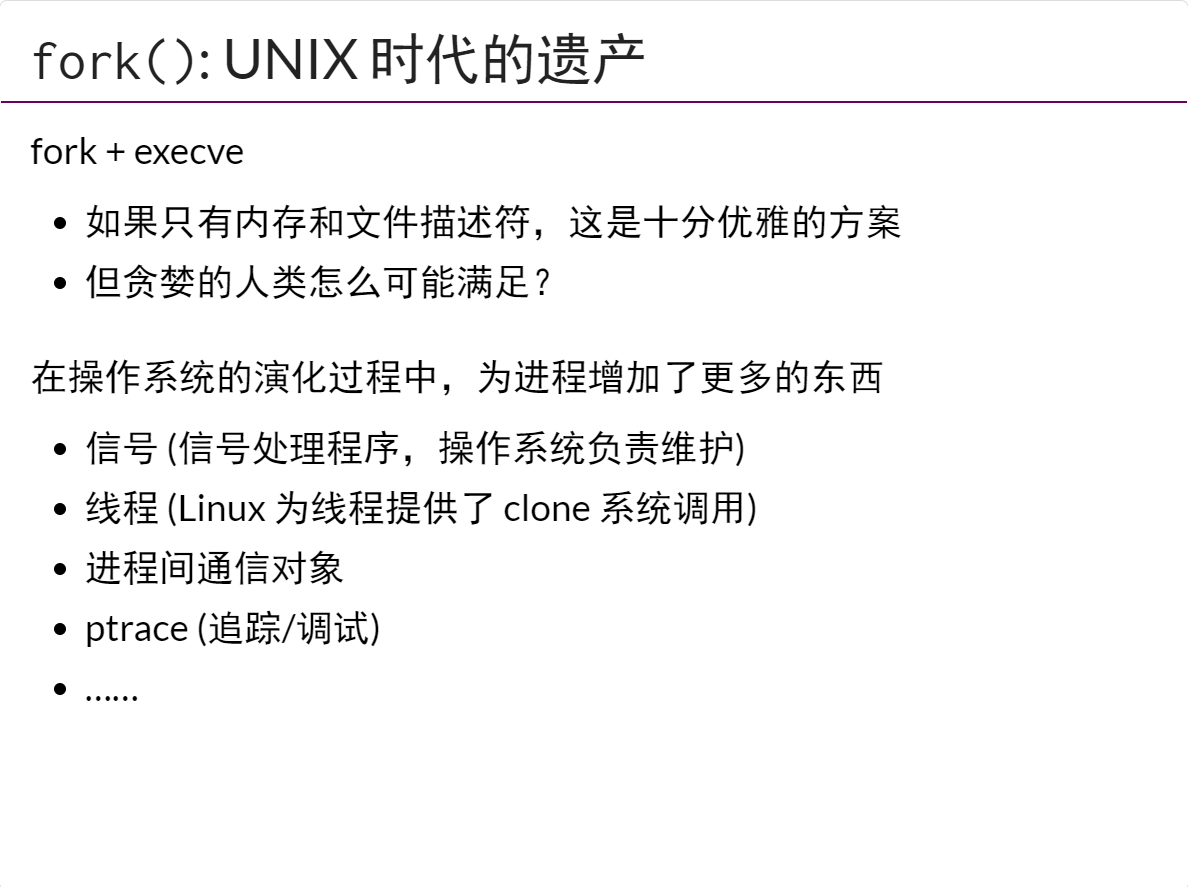 fork(): UNIX 时代的遗产
fork + execve
• 如果只有内存和文件描述符，这是十分优雅的方案
• 但贪婪的人类怎么可能满足？
在操作系统的演化过程中，为进程增加了更多的东西
• 信号 (信号处理程序，操作系统负责维护)
• 线程 (Linux 为线程提供了 clone 系统调用)
• 进程间通信对象
• ptrace (追踪/调试)
• ……